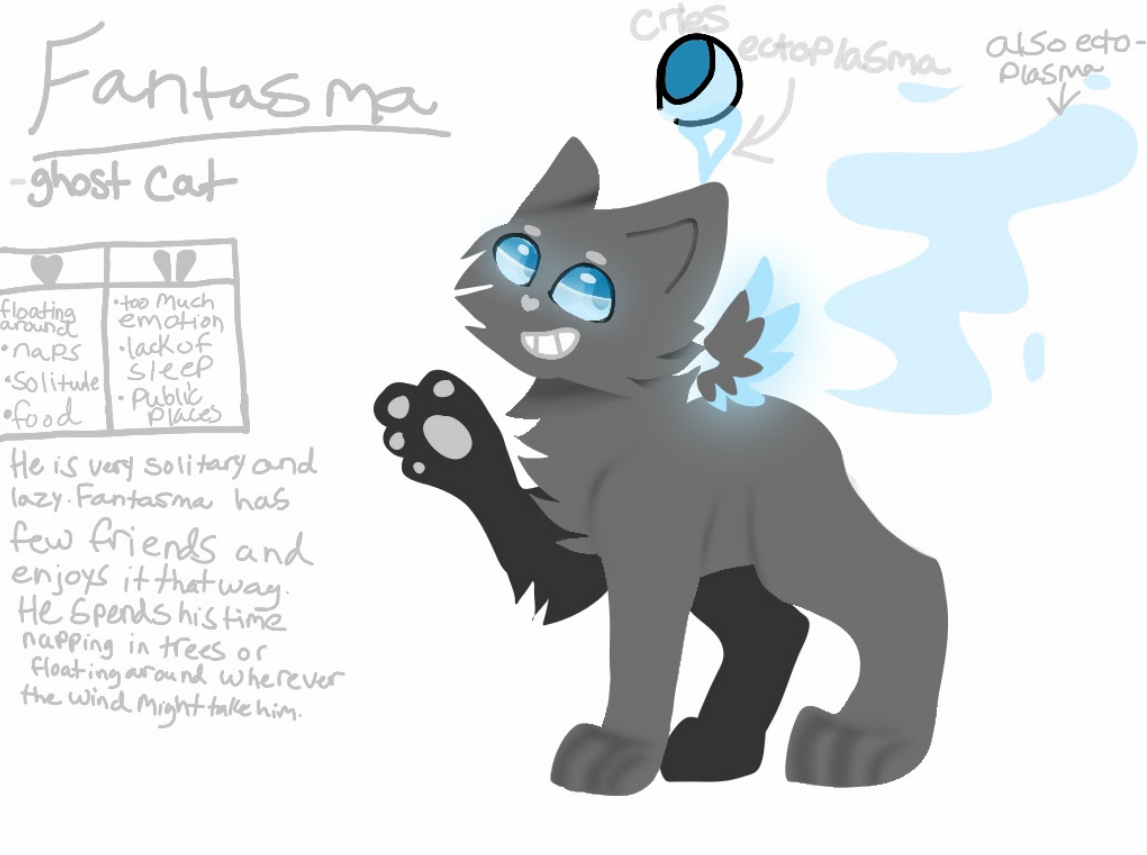 Fantasma
-ghost cat
floating
around
•naps
•Solitude
•food
•too Much
emotion
•lack of
sleep
•Public
places
He is very solitary and
lazy. Fantasma has
few friends and
enjoys it that way.
He Spends his time
napping in trees or
floating around wherever
the wind Might take him.
cries
ectoplasma
also ecto-
Plasma